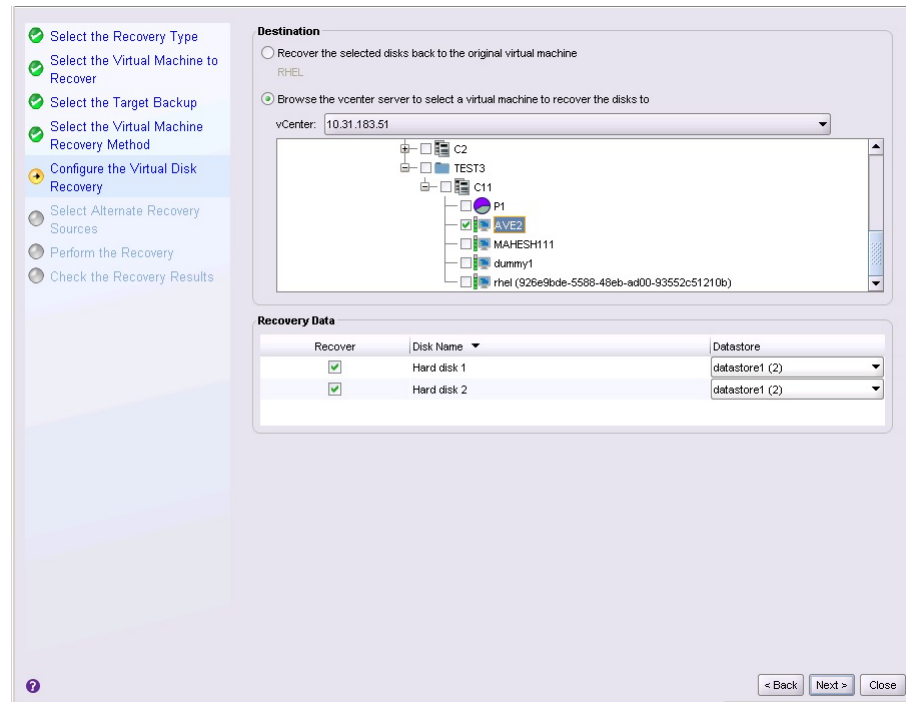 Select the Recovery Type
Select the Virtual Machine to
Recover
Select the Target Backup
Select the Virtual Machine
Recovery Method
Configure the Virtual Disk
Recovery
Select Alternate Recovery
Sources
Perform the Recovery
Check the Recovery Results
Destination
Recover the selected disks back to the original virtual machine
RHEL
Browse the vcenter server to select a virtual machine to recover the disks to
vCenter: 10.31.183.51
C2
TEST3
C11
P1
AVE2
MAHESH111
dummy1
rhel (926e9bde-5588-48eb-ad00-93552c51210b)
Recovery Data
Recover Disk Name Datastore
Hard disk 1 datastore1 (2)
Hard disk 2 datastore1 (2)
?
< Back Next > Close